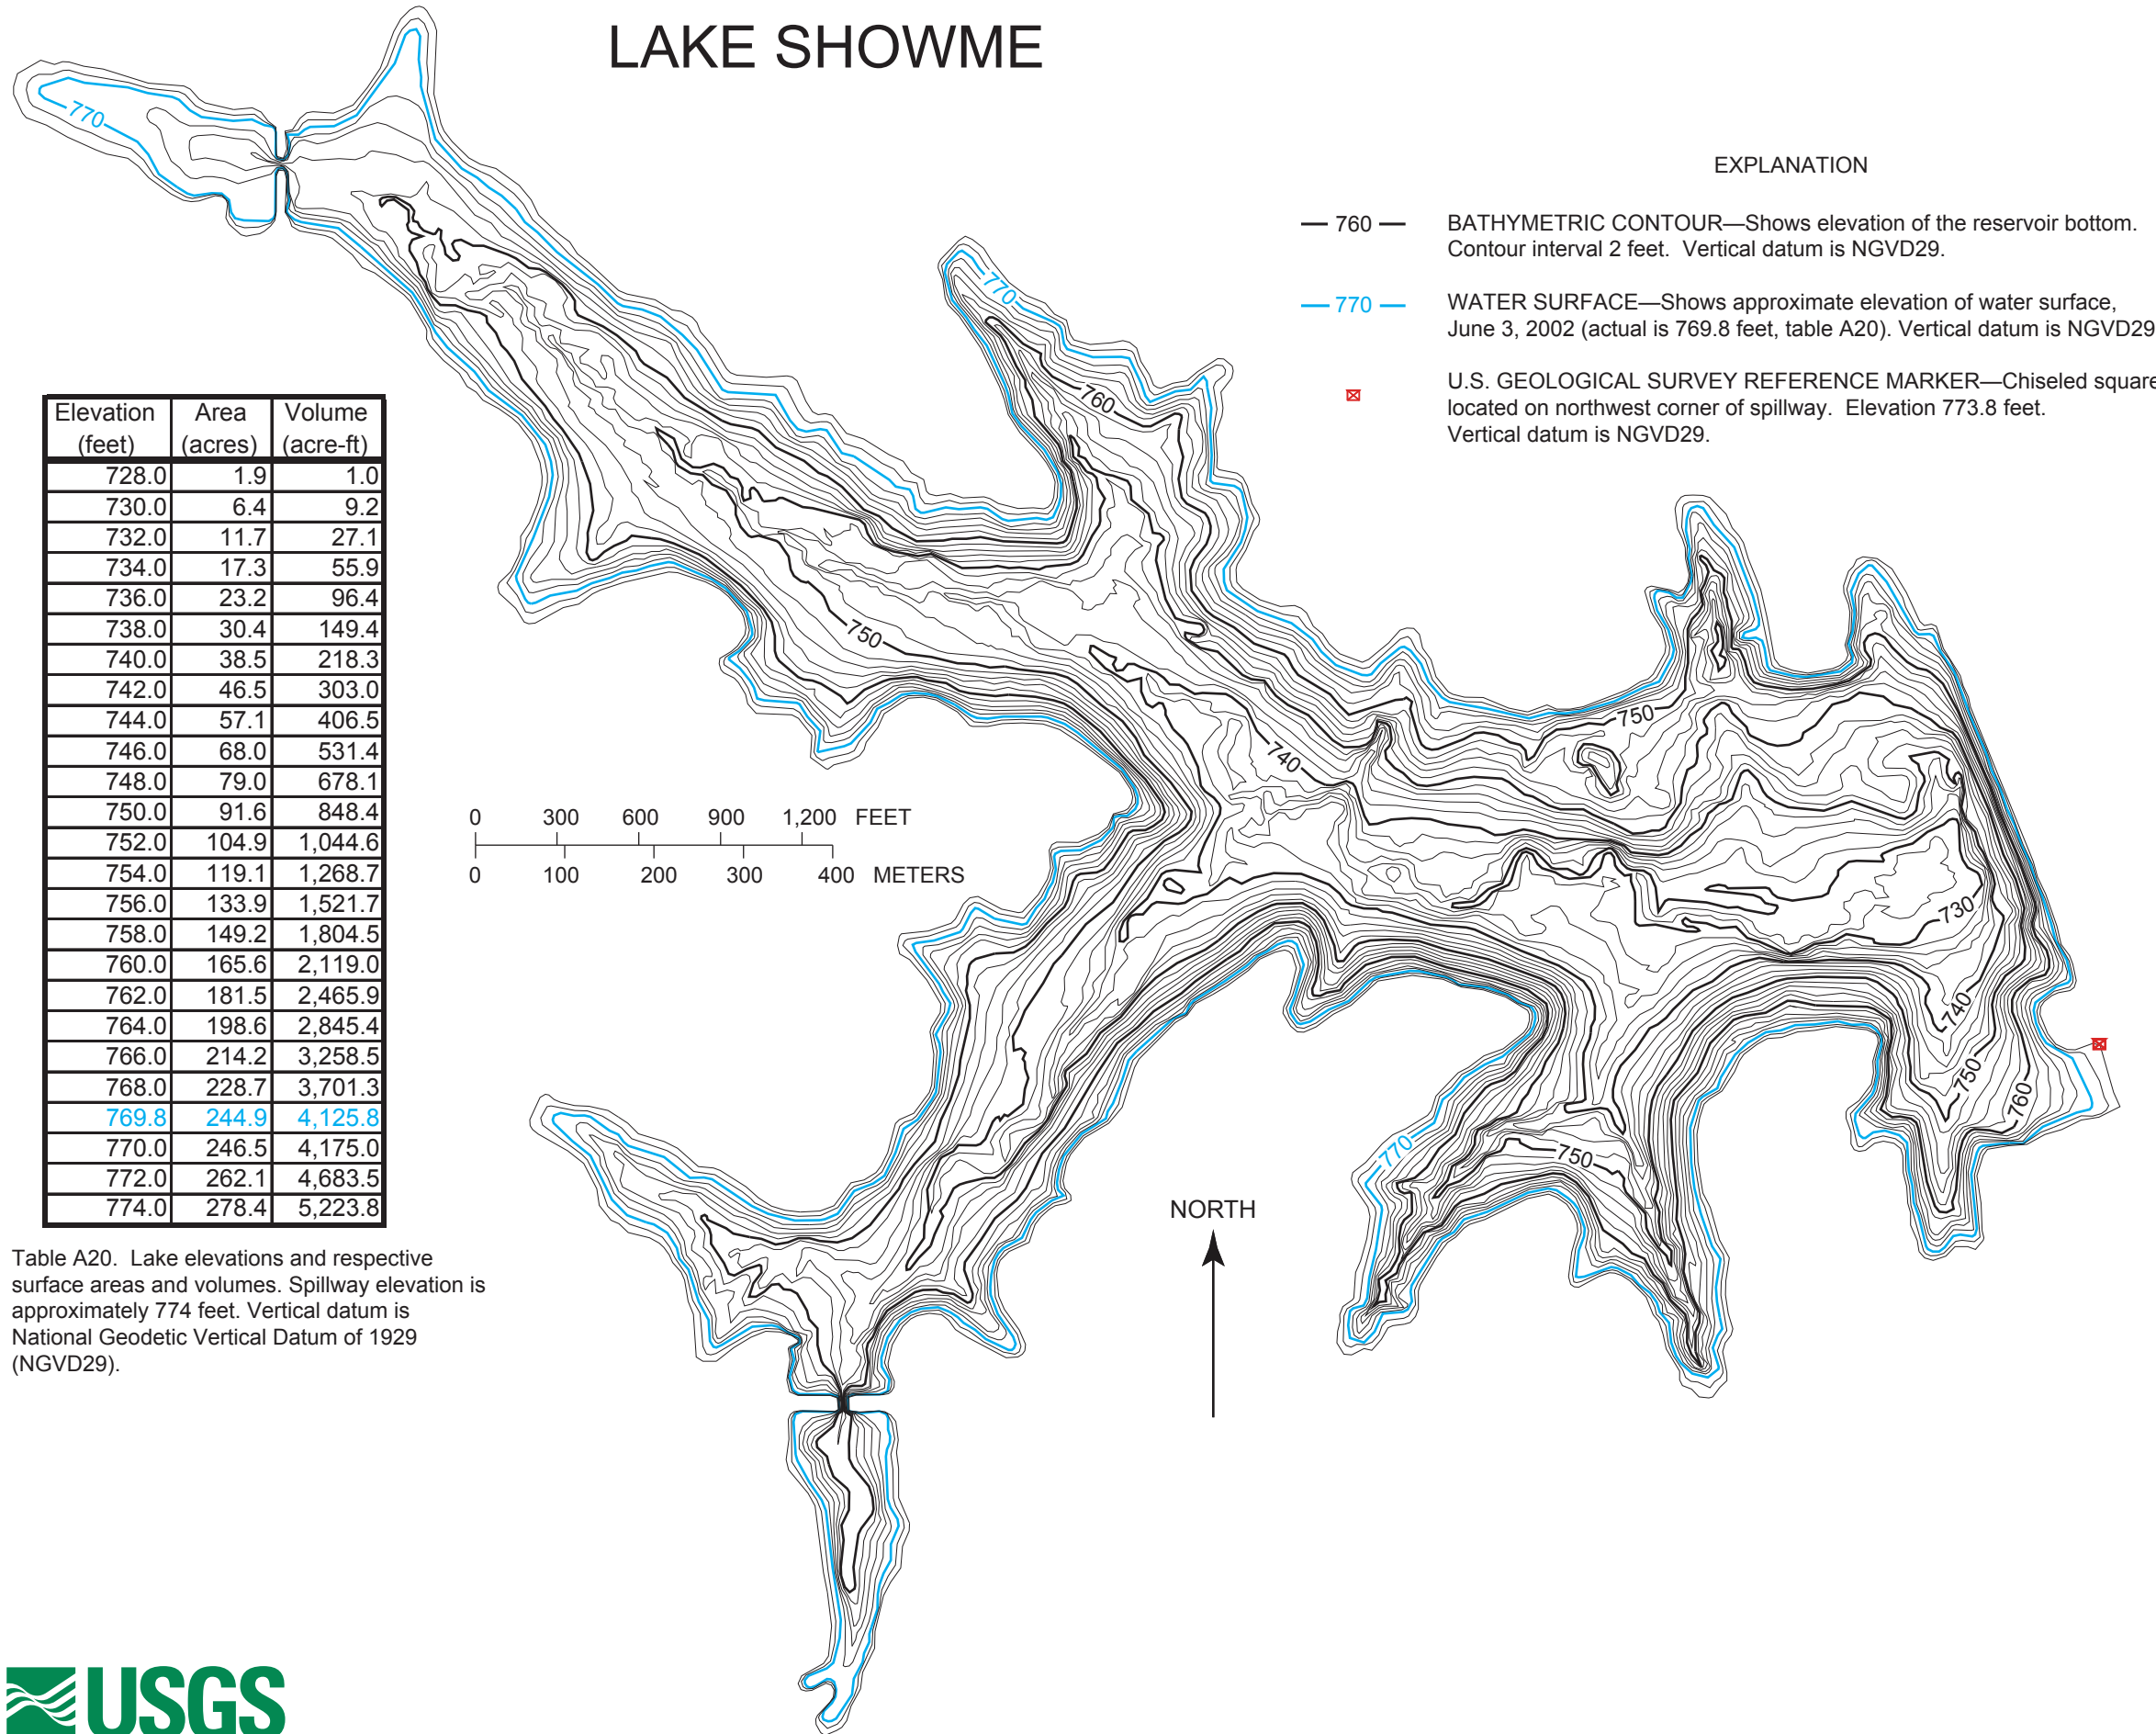 LAKE SHOWME
EXPLANATION
760 BATHYMETRIC CONTOUR—Shows elevation of the reservoir bottom.
Contour interval 2 feet. Vertical datum is NGVD29.
770 WATER SURFACE—Shows approximate elevation of water surface,
June 3, 2002 (actual is 769.8 feet, table A20). Vertical datum is NGVD29
U.S. GEOLOGICAL SURVEY REFERENCE MARKER—Chiseled square
located on northwest corner of spillway. Elevation 773.8 feet.
Vertical datum is NGVD29.
770
770
760
750
740
750
730
740
750
760
770
750
Elevation Area Volume
(feet) (acres) (acre-ft)
728.0 1.9 1.0
730.0 6.4 9.2
732.0 11.7 27.1
734.0 17.3 55.9
736.0 23.2 96.4
738.0 30.4 149.4
740.0 38.5 218.3
742.0 46.5 303.0
744.0 57.1 406.5
746.0 68.0 531.4
748.0 79.0 678.1
750.0 91.6 848.4
752.0 104.9 1,044.6
754.0 119.1 1,268.7
756.0 133.9 1,521.7
758.0 149.2 1,804.5
760.0 165.6 2,119.0
762.0 181.5 2,465.9
764.0 198.6 2,845.4
766.0 214.2 3,258.5
768.0 228.7 3,701.3
769.8 244.9 4,125.8
770.0 246.5 4,175.0
772.0 262.1 4,683.5
774.0 278.4 5,223.8
Table A20. Lake elevations and respective
surface areas and volumes. Spillway elevation is
approximately 774 feet. Vertical datum is
National Geodetic Vertical Datum of 1929
(NGVD29).
0 300 600 900 1,200 FEET
0 100 200 300 400 METERS
NORTH
USGS